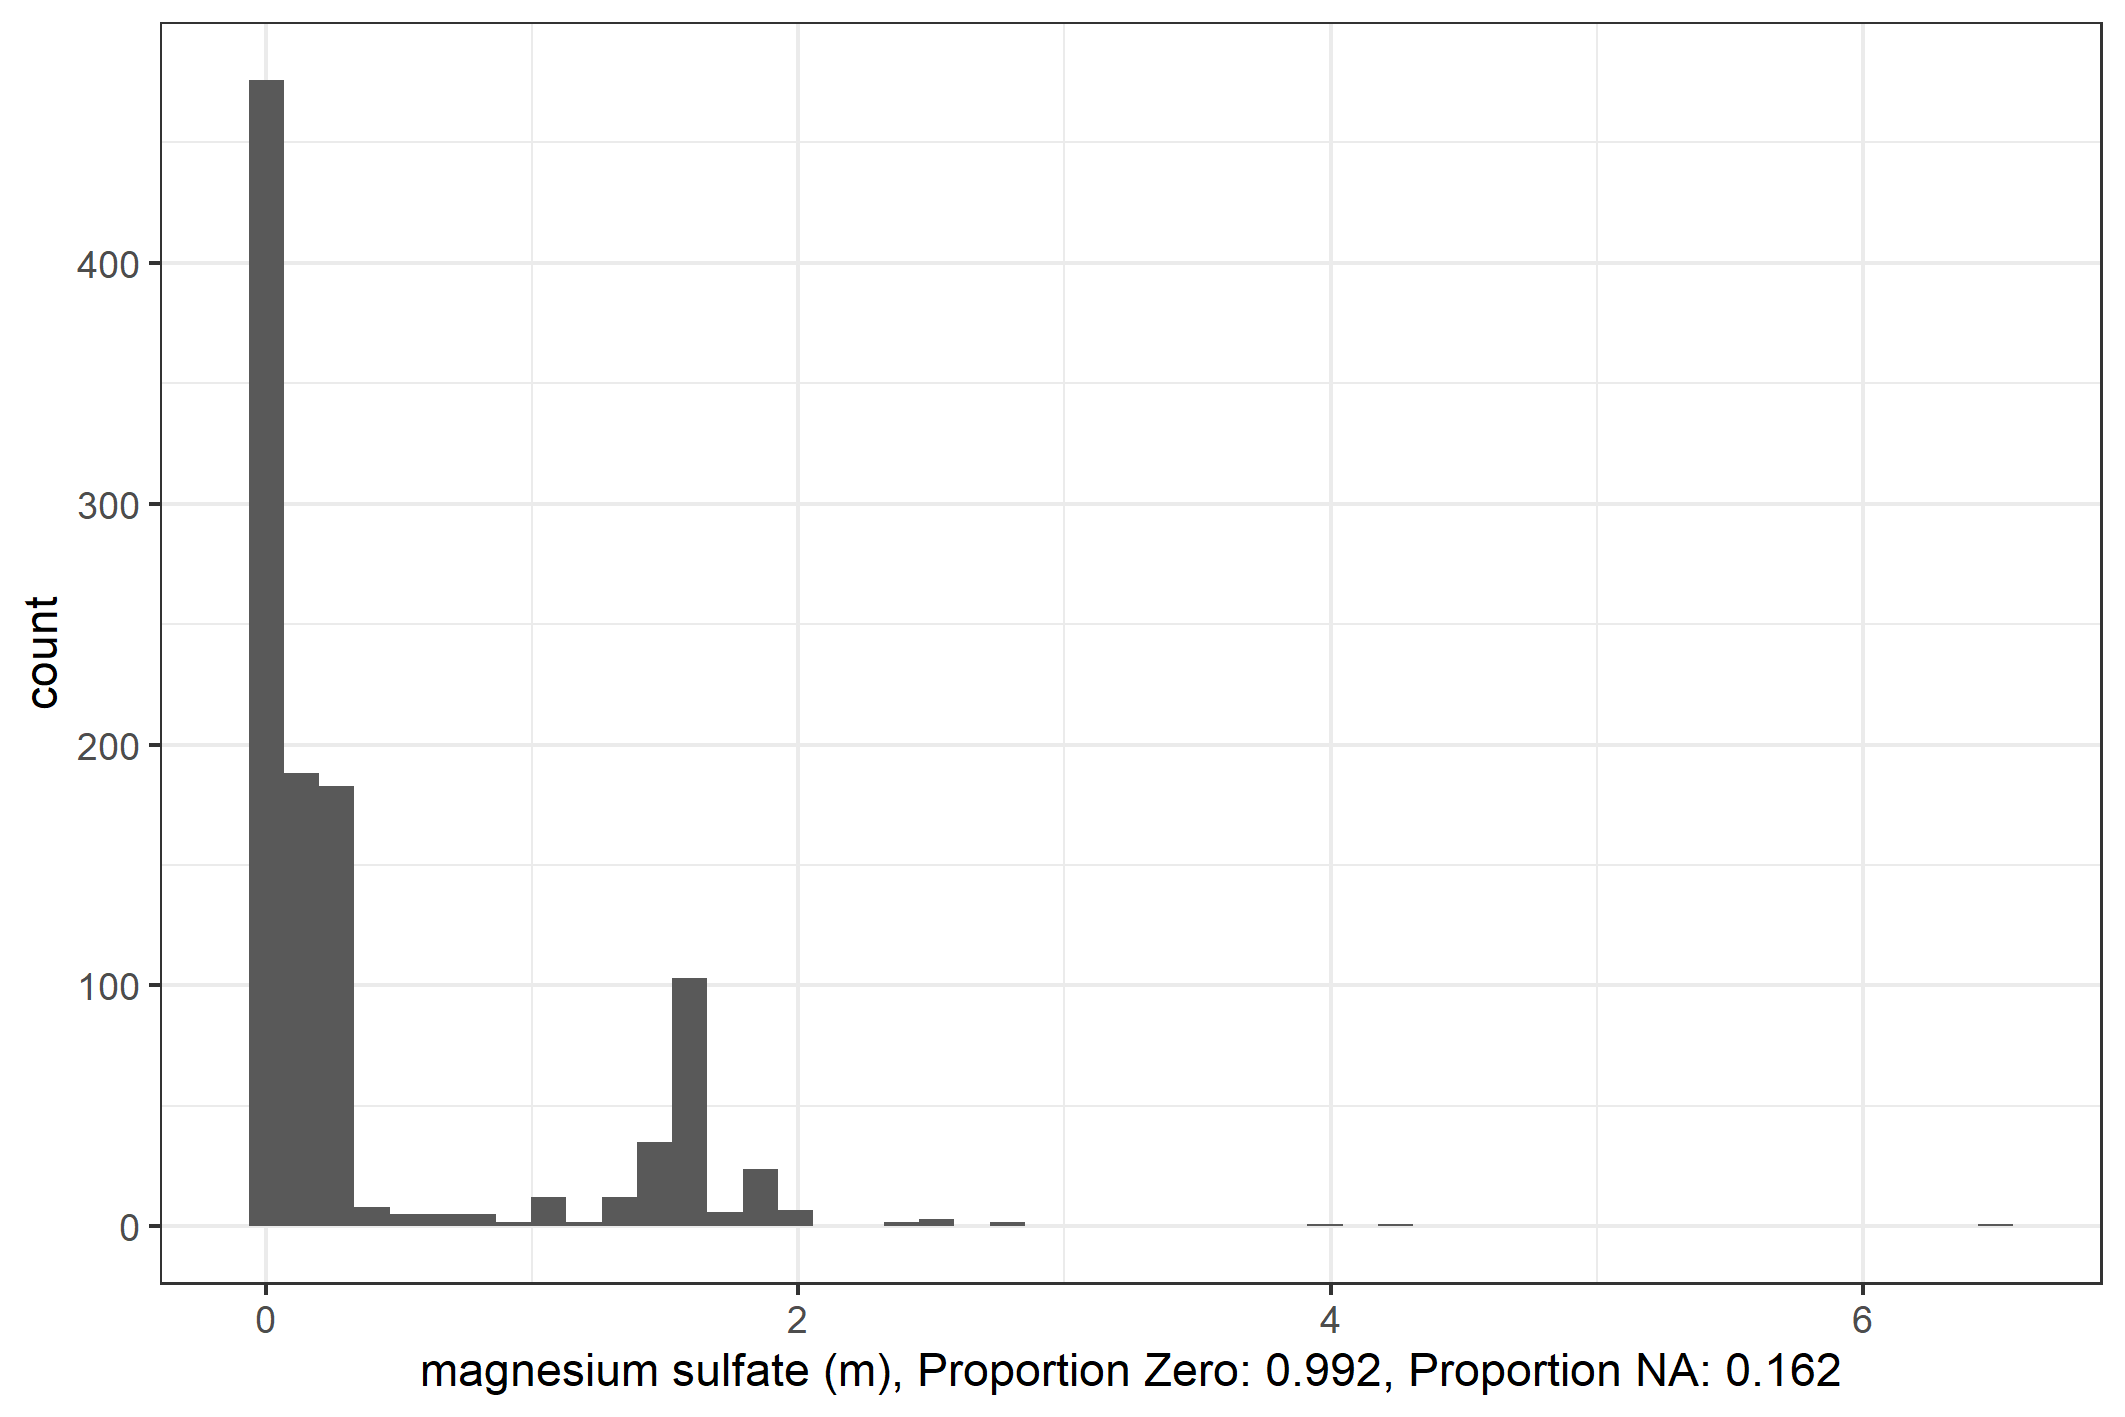 count
400
300
200
100
0
0 2 4 6
magnesium sulfate (m), Proportion Zero: 0.992, Proportion NA: 0.162